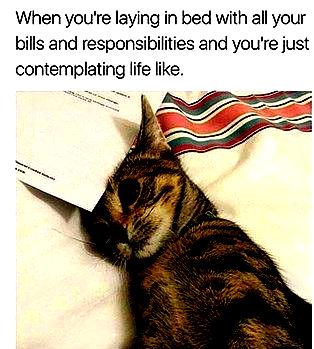 When you're laying in bed with all your
bills and responsibilities and you're just
contemplating life like.